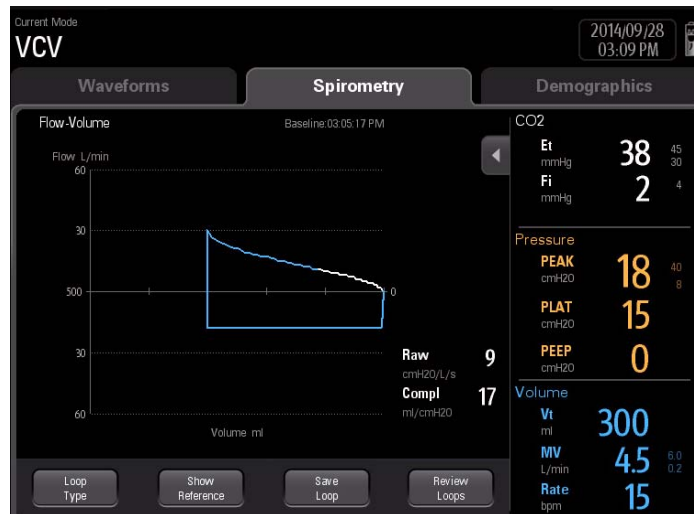 Current Mode
VCV
2014/09/28
03:09 PM
Waveforms
Spirometry
Demographics
Flow-Volume
Baseline:03:05:17 PM
Flow L/min
60
30
500
0
30
60
Volume ml
Raw 9
cmH2O/L/s
Compl 17
ml/cmH2O
CO2
Et 38 45
mmHg 30
Fi 2 4
mmHg
Pressure
PEAK 18 40
cmH2O 8
PLAT 15
cmH2O
PEEP 0
cmH2O
Volume
Vt 300
ml
MV 4.5 6.0
L/min 0.2
Rate 15
bpm
Loop
Type
Show
Reference
Save
Loop
Review
Loops